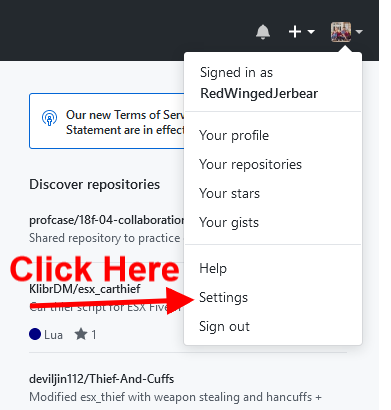 Signed in as
RedWingedJerbear
Our new Terms of Serv
Statement are in effect
Your profile
Your repositories
Your stars
Your gists
Help
Settings
Sign out
Discover repositories
profcase/18f-04-collaboration
Shared repository to practice
Click Here
KlibrDM/esx_carthief
Car thief script for ESX Five
Lua 1
deviljin112/Thief-And-Cuffs
Modified esx_thief with weapon stealing and hancuffs +